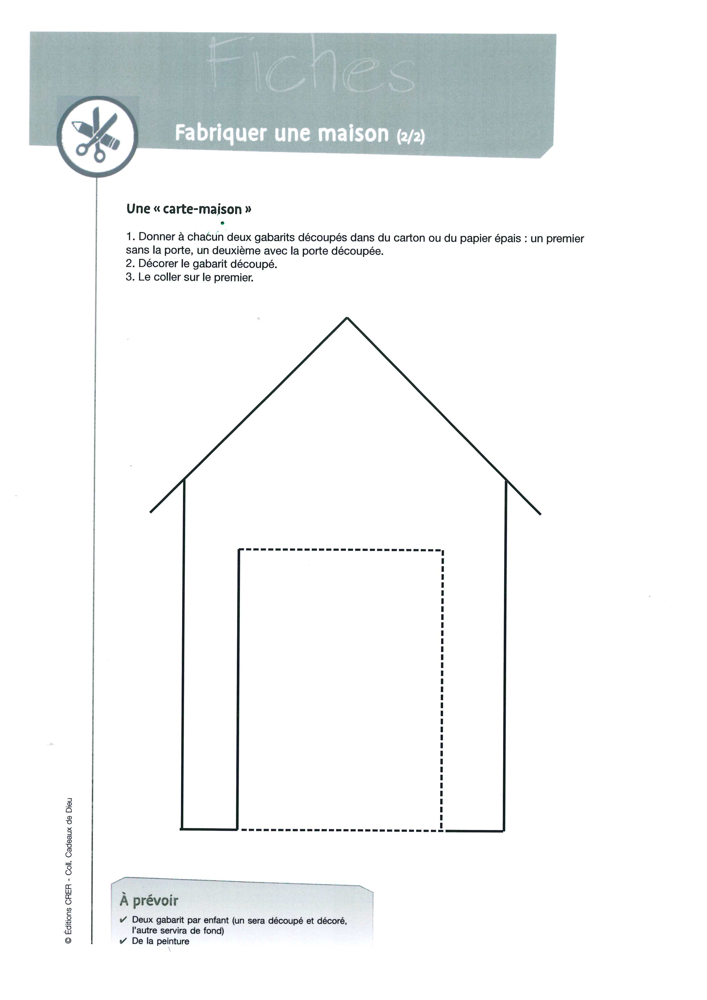 Fiches
Fabriquer une maison (2/2)
Une « carte-maison »
1. Donner à chacun deux gabarits découpés dans du carton ou du papier épais : un premier
sans la porte, un deuxième avec la porte découpée.
2. Décorer le gabarit découpé.
3. Le coller sur le premier.
© Éditions CRER - Coll. Cadeaux de Dieu
À prévoir
✔ Deux gabarit par enfant (un sera découpé et décoré,
l'autre servira de fond)
✔ De la peinture